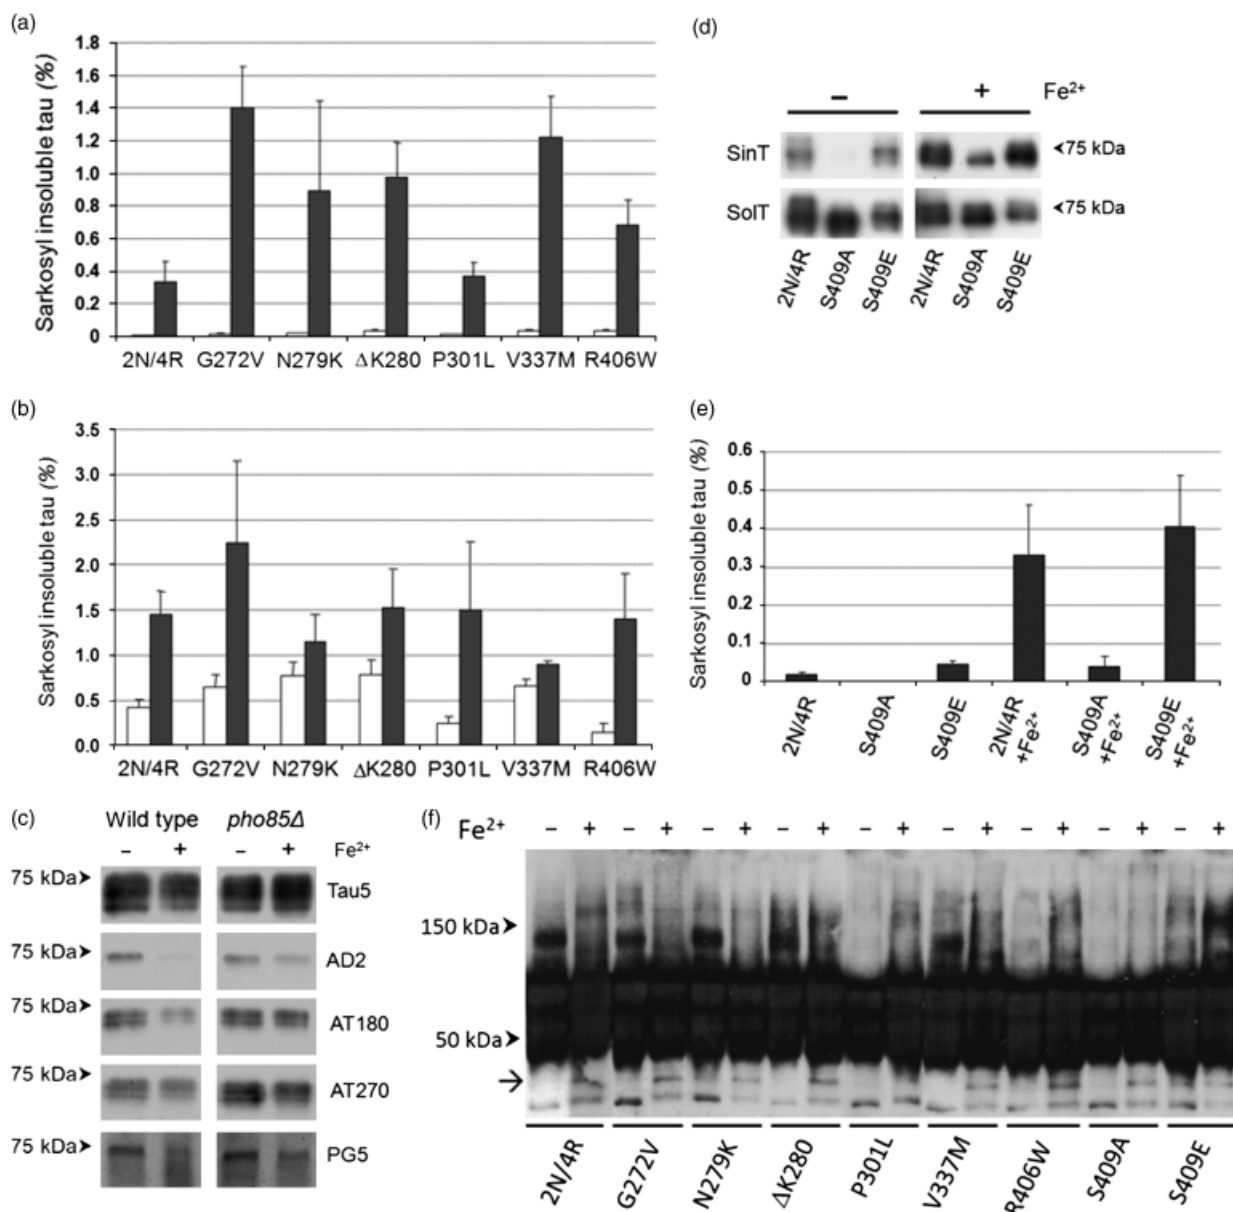 (a)
Sarkosyl insoluble tau (%)
1.8
1.6
1.4
1.2
1.0
0.8
0.6
0.4
0.2
0
2N/4R G272V N279K ΔK280 P301L V337M R406W
(b)
Sarkosyl insoluble tau (%)
3.5
3.0
2.5
2.0
1.5
1.0
0.5
0.0
2N/4R G272V N279K ΔK280 P301L V337M R406W
(c)
Wild type pho85Δ
– + – + Fe²⁺
75 kDa Tau5
75 kDa AD2
75 kDa AT180
75 kDa AT270
75 kDa PG5
(d)
– + Fe²⁺
SinT 75 kDa
SolT 75 kDa
2N/4R S409A S409E 2N/4R S409A S409E
(e)
Sarkosyl insoluble tau (%)
0.6
0.5
0.4
0.3
0.2
0.1
0
2N/4R S409A S409E 2N/4R +Fe²⁺ S409A +Fe²⁺ S409E +Fe²⁺
(f)
Fe²⁺ – + – + – + – + – + – + – + – + – +
150 kDa
50 kDa
2N/4R G272V N279K ΔK280 P301L V337M R406W S409A S409E